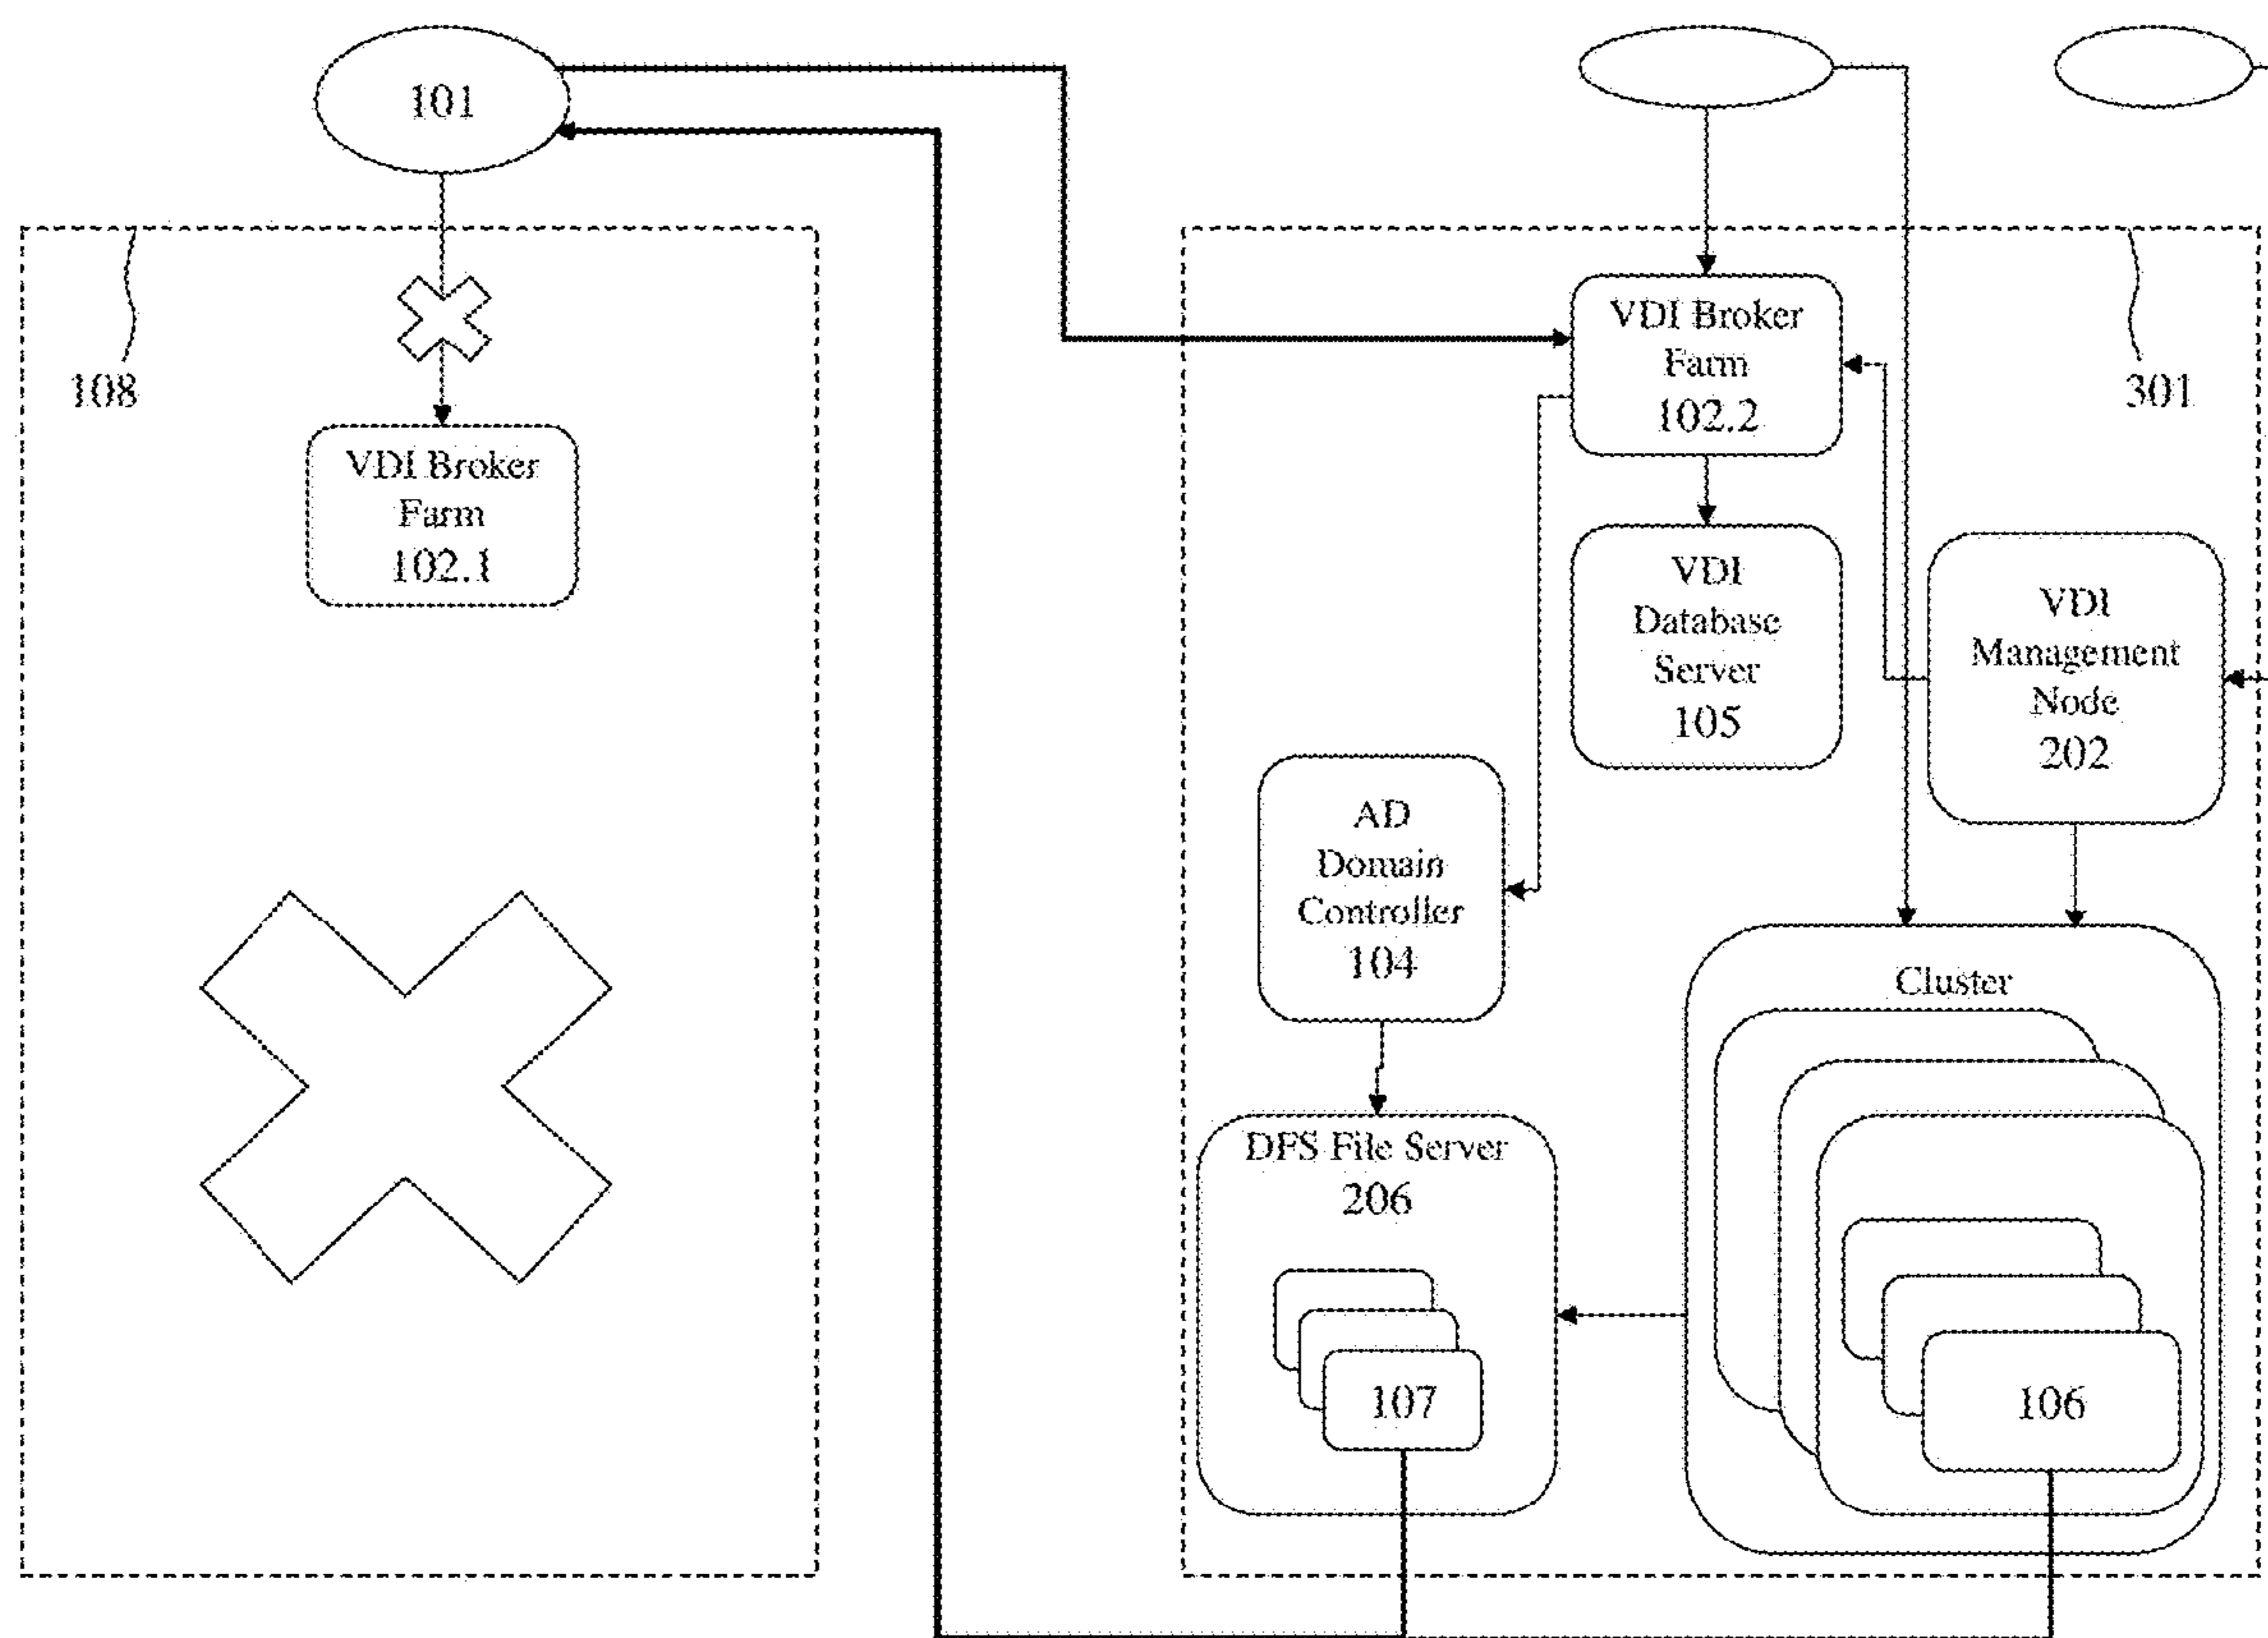 101
108
VDI Broker
Farm
102.1
VDI Broker
Farm
102.2
301
VDI
Database
Server
105
VDI
Management
Node
202
AD
Domain
Controller
104
Cluster
DFS File Server
206
107
106